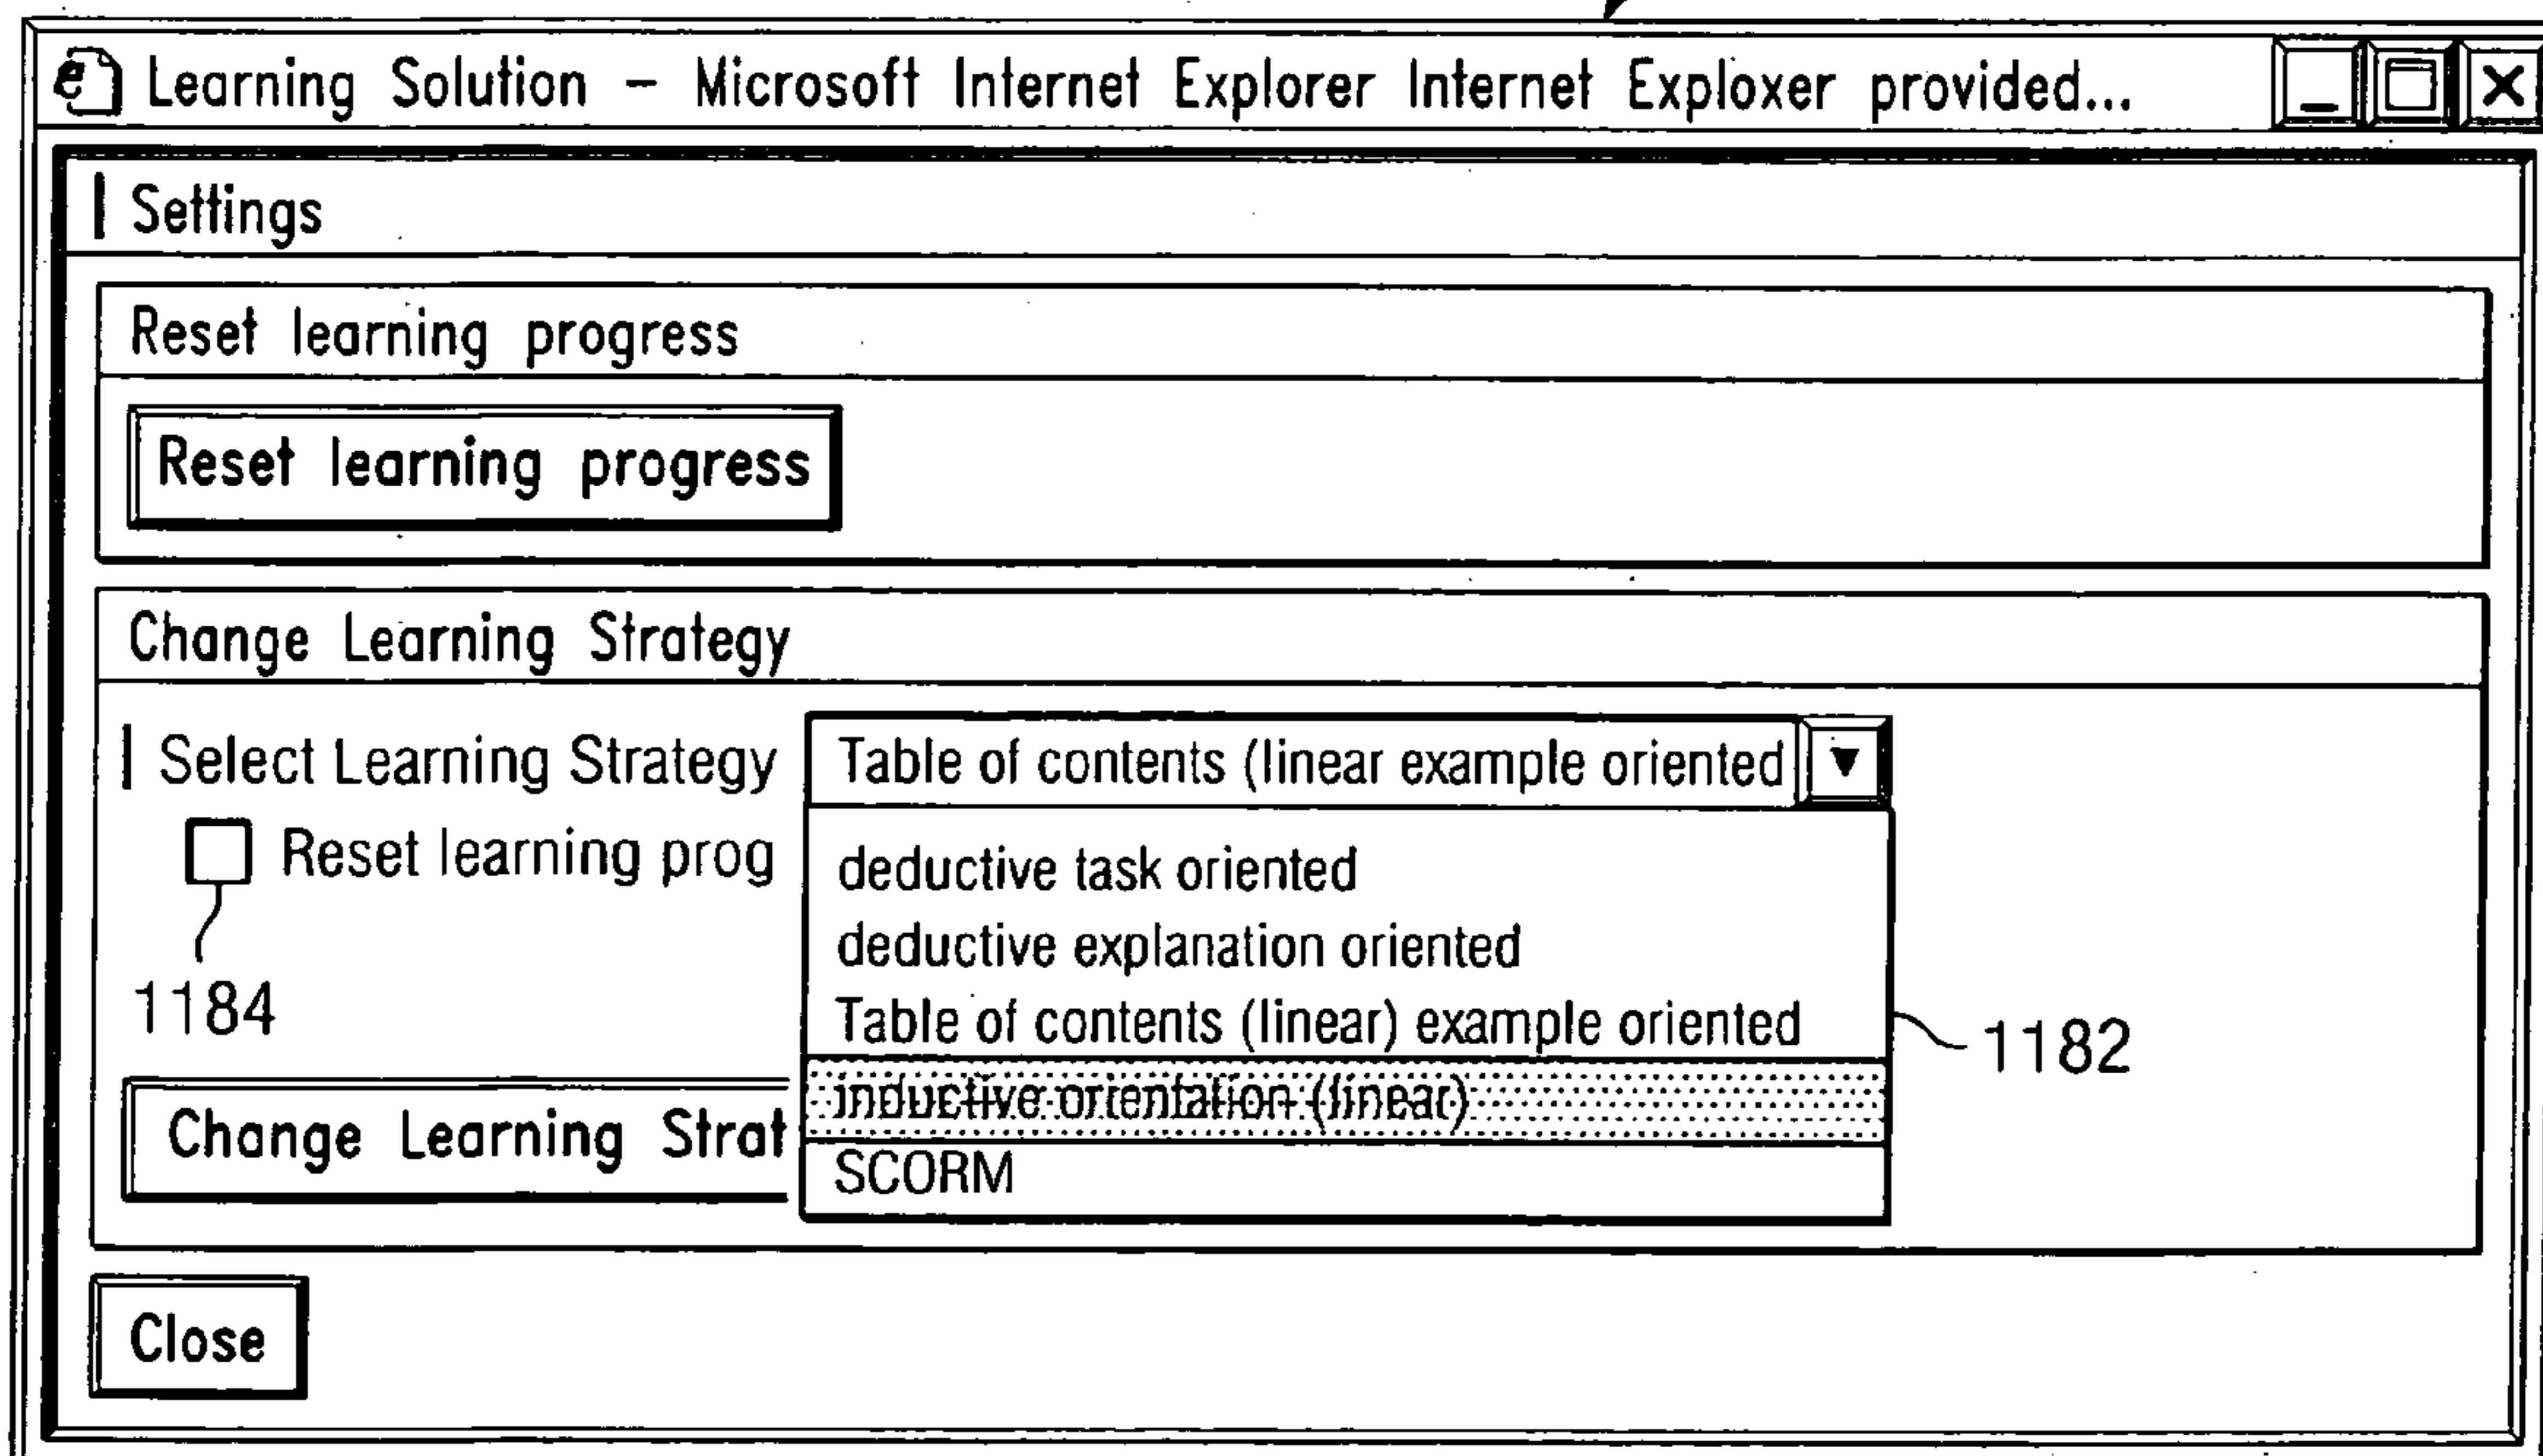 Learning Solution – Microsoft Internet Explorer Internet Exploxer provided...
Settings
Reset learning progress
Reset learning progress
Change Learning Strategy
Select Learning Strategy Table of contents (linear example oriented
Reset learning prog
deductive task oriented
deductive explanation oriented
1184
Table of contents (linear) example oriented
1182
inductive orientation (linear)
Change Learning Strat
SCORM
Close